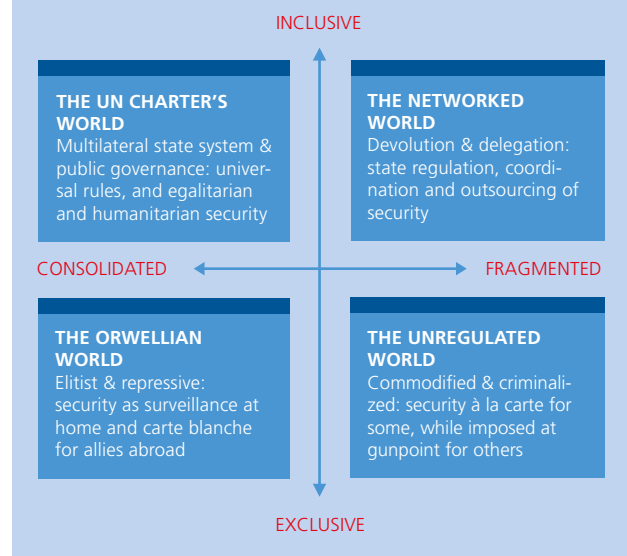 INCLUSIVE
THE UN CHARTER'S
WORLD
Multilateral state system &
public governance: univer-
sal rules, and egalitarian
and humanitarian security
THE NETWORKED
WORLD
Devolution & delegation:
state regulation, coordi-
nation and outsourcing of
security
CONSOLIDATED
FRAGMENTED
THE ORWELLIAN
WORLD
Elitist & repressive:
security as surveillance at
home and carte blanche
for allies abroad
THE UNREGULATED
WORLD
Commodified & criminali-
zed: security à la carte for
some, while imposed at
gunpoint for others
EXCLUSIVE